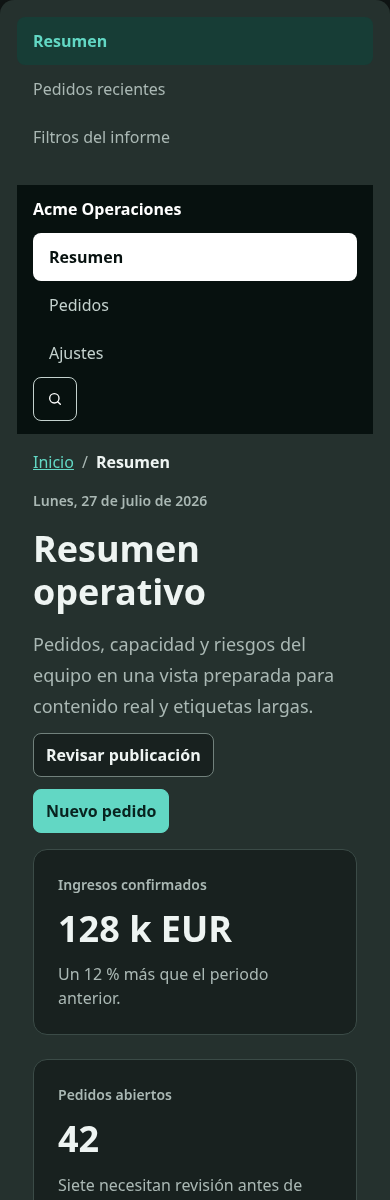 Resumen
Pedidos recientes
Filtros del informe
Acme Operaciones
Resumen
Pedidos
Ajustes
Inicio / Resumen
Lunes, 27 de julio de 2026
Resumen
operativo
Pedidos, capacidad y riesgos del
equipo en una vista preparada para
contenido real y etiquetas largas.
Revisar publicación
Nuevo pedido
Ingresos confirmados
128 k EUR
Un 12 % más que el periodo
anterior.
Pedidos abiertos
42
Siete necesitan revisión antes de